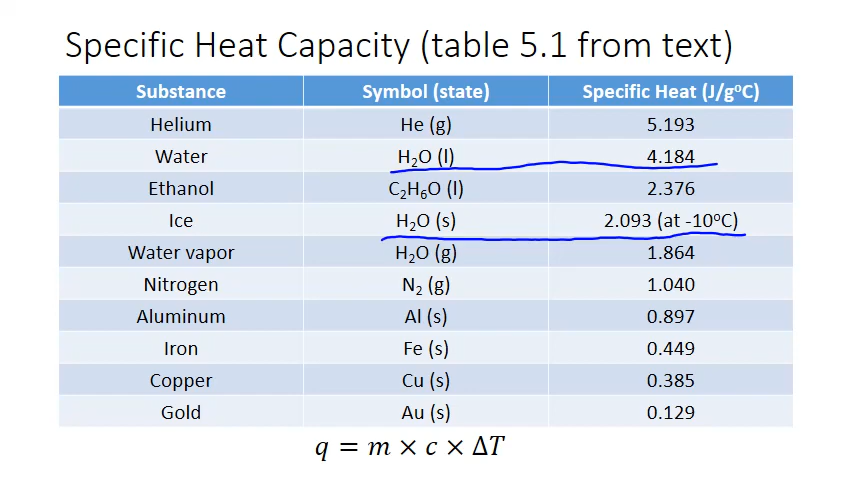 Specific Heat Capacity (table 5.1 from text)
Substance Symbol (state) Specific Heat (J/g°C)
Helium He (g) 5.193
Water H₂O (l) 4.184
Ethanol C₂H₆O (l) 2.376
Ice H₂O (s) 2.093 (at -10°C)
Water vapor H₂O (g) 1.864
Nitrogen N₂ (g) 1.040
Aluminum Al (s) 0.897
Iron Fe (s) 0.449
Copper Cu (s) 0.385
Gold Au (s) 0.129
q = m × c × ΔT